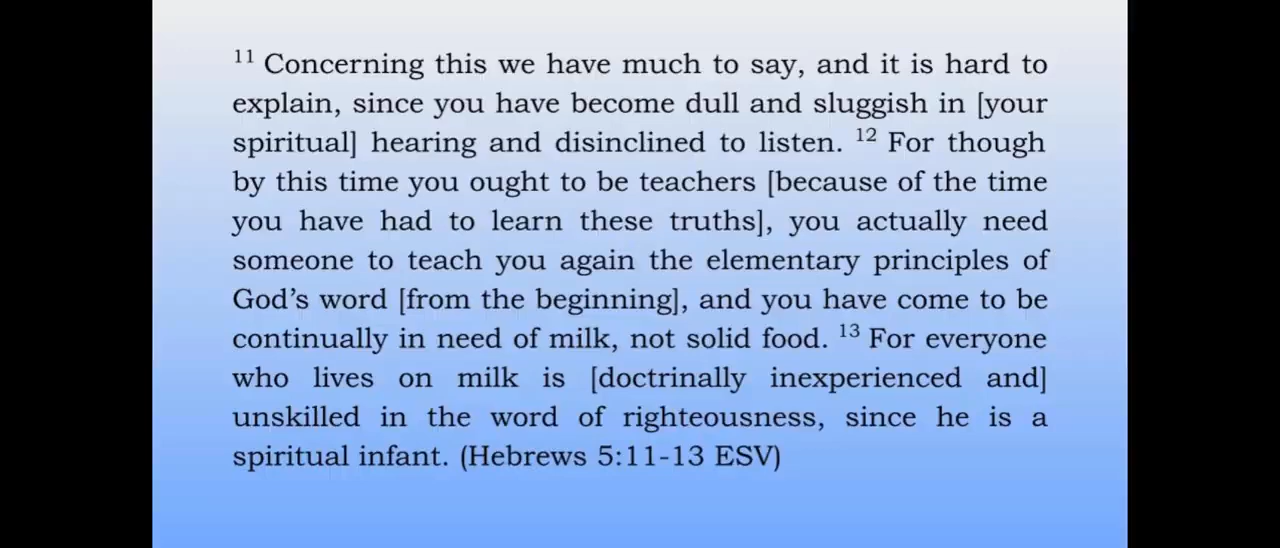 11 Concerning this we have much to say, and it is hard to
explain, since you have become dull and sluggish in [your
spiritual] hearing and disinclined to listen. 12 For though
by this time you ought to be teachers [because of the time
you have had to learn these truths], you actually need
someone to teach you again the elementary principles of
God’s word [from the beginning], and you have come to be
continually in need of milk, not solid food. 13 For everyone
who lives on milk is [doctrinally inexperienced and]
unskilled in the word of righteousness, since he is a
spiritual infant. (Hebrews 5:11-13 ESV)